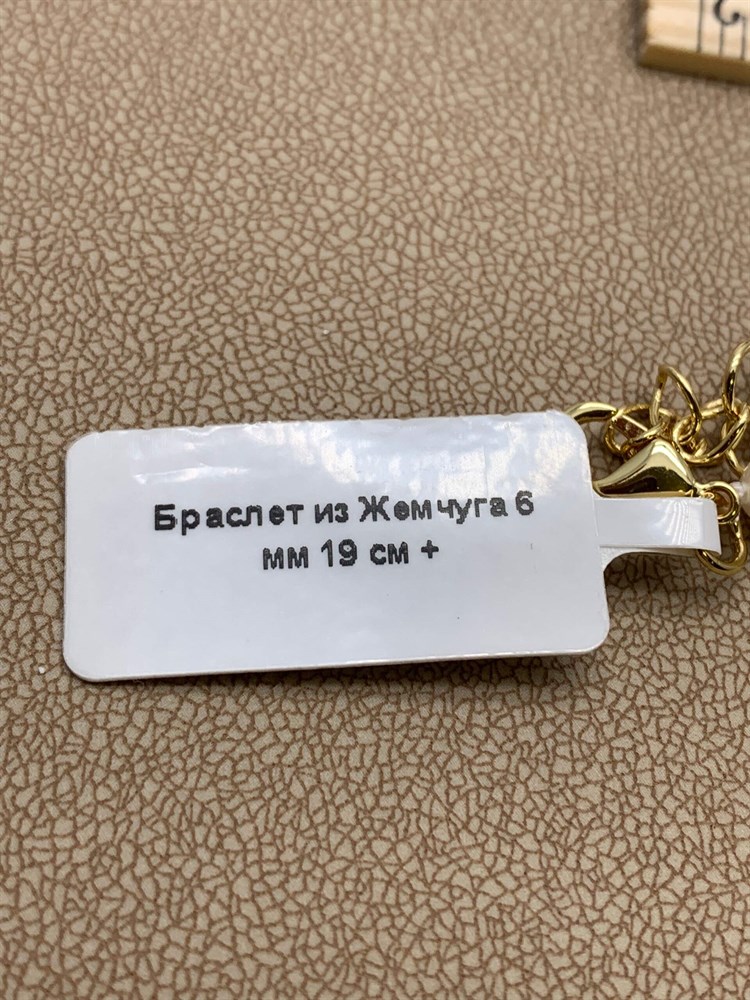 Браслет из Жемчуга 6
мм 19 см +